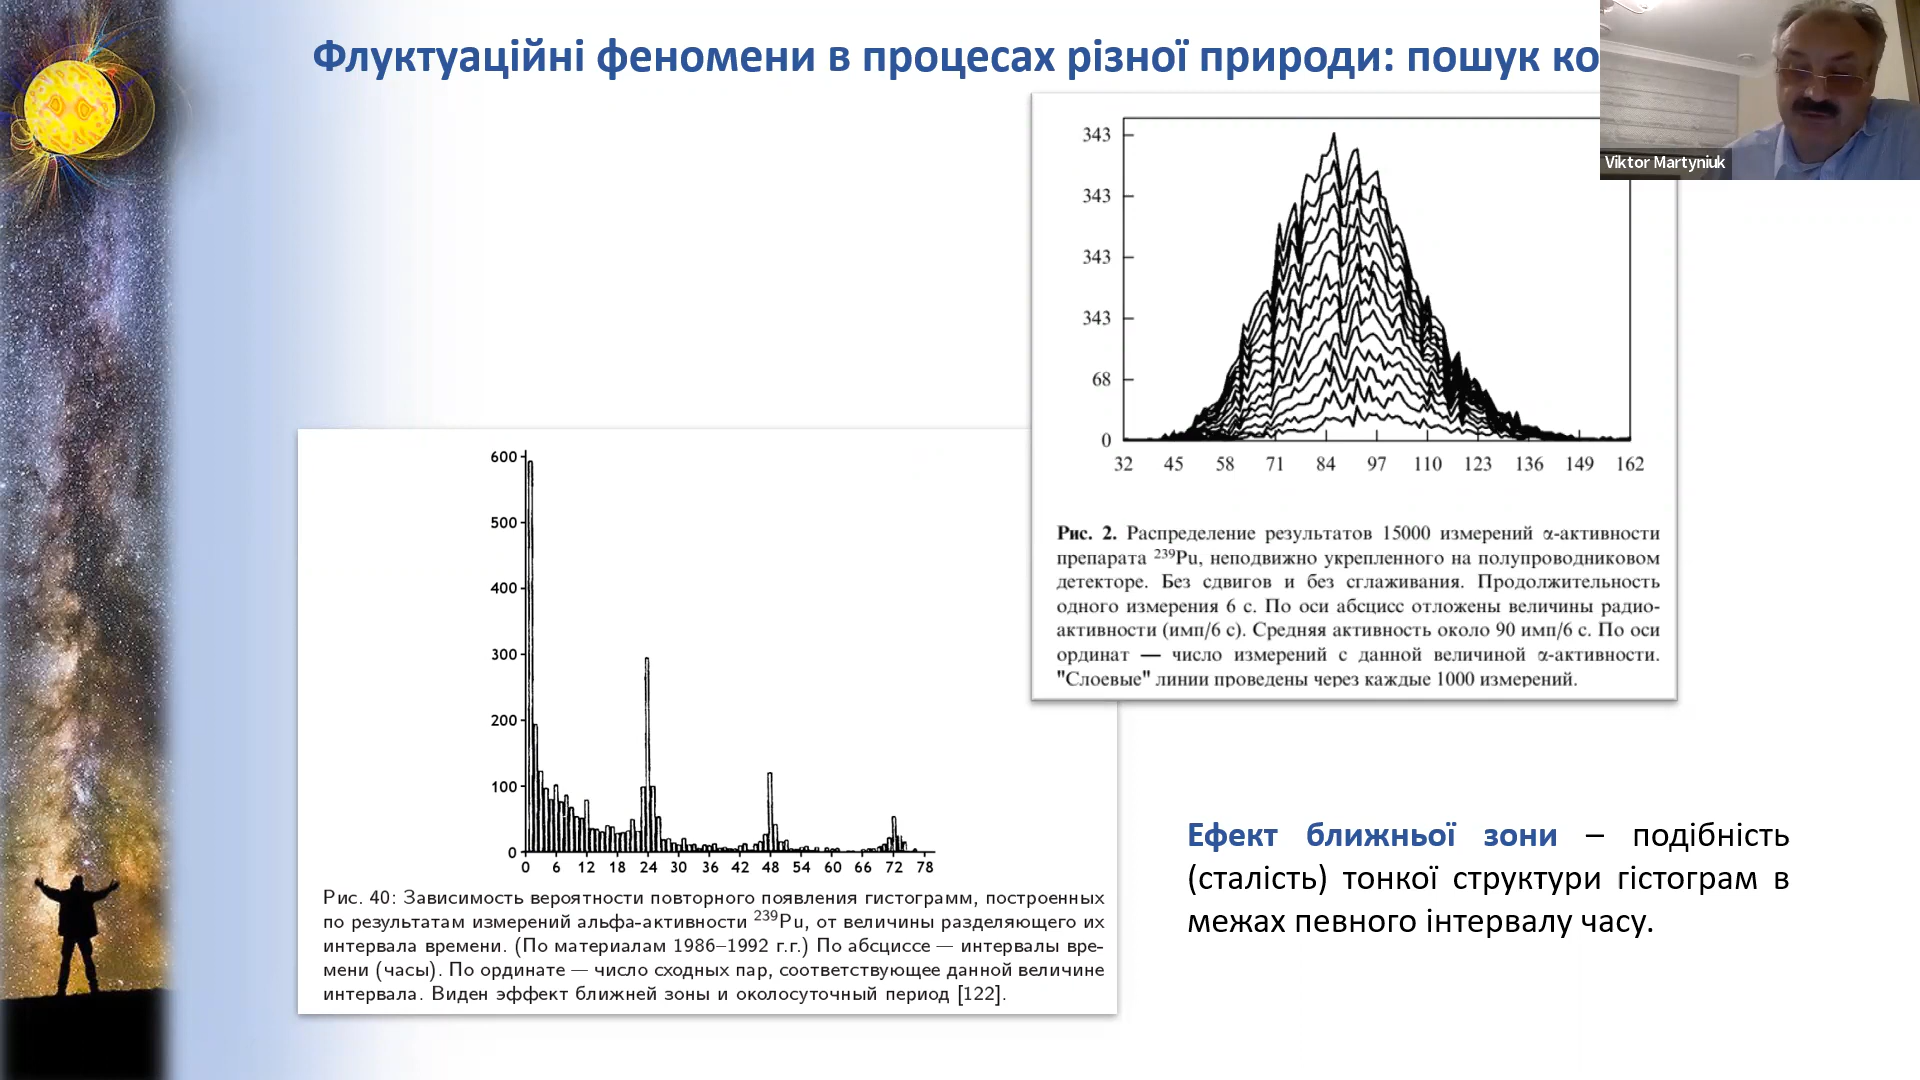 Флуктуаційні феномени в процесах різної природи: пошук ко
Viktor Martyniuk
343
343
343
343
68
0
32 45 58 71 84 97 110 123 136 149 162
Рис. 2. Распределение результатов 15000 измерений α-активности
препарата ²³⁹Pu, неподвижно укрепленного на полупроводниковом
детекторе. Без сдвигов и без сглаживания. Продолжительность
одного измерения 6 с. По оси абсцисс отложены величины радио-
активности (имп/6 с). Средняя активность около 90 имп/6 с. По оси
ординат — число измерений с данной величиной α-активности.
"Слоевые" линии проведены через каждые 1000 измерений.
600
500
400
300
200
100
0
0 6 12 18 24 30 36 42 48 54 60 66 72 78
Рис. 40: Зависимость вероятности повторного появления гистограмм, построенных
по результатам измерений альфа-активности ²³⁹Pu, от величины разделяющего их
интервала времени. (По материалам 1986–1992 г.г.) По абсциссе — интервалы вре-
мени (часы). По ординате — число сходных пар, соответствующее данной величине
интервала. Виден эффект ближней зоны и околосуточный период [122].
Ефект ближньої зони – подібність
(сталість) тонкої структури гістограм в
межах певного інтервалу часу.